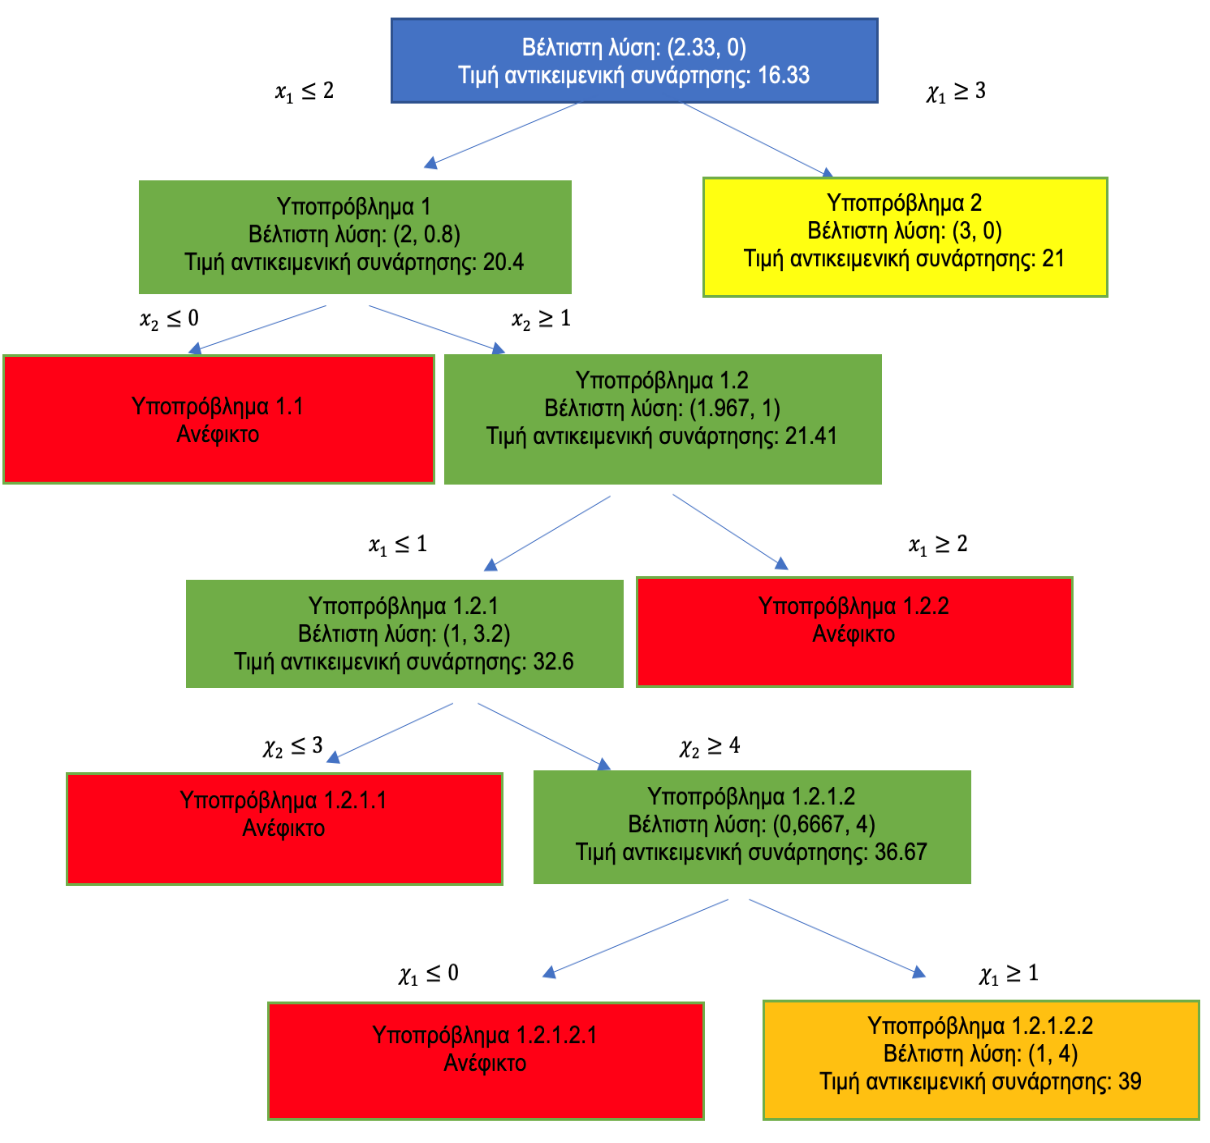 Βέλτιστη λύση: (2.33, 0)
Τιμή αντικειμενική συνάρτησης: 16.33
x₁ ≤ 2
χ₁ ≥ 3
Υποπρόβλημα 1
Βέλτιστη λύση: (2, 0.8)
Τιμή αντικειμενική συνάρτησης: 20.4
Υποπρόβλημα 2
Βέλτιστη λύση: (3, 0)
Τιμή αντικειμενική συνάρτησης: 21
x₂ ≤ 0
x₂ ≥ 1
Υποπρόβλημα 1.1
Ανέφικτο
Υποπρόβλημα 1.2
Βέλτιστη λύση: (1.967, 1)
Τιμή αντικειμενική συνάρτησης: 21.41
x₁ ≤ 1
x₁ ≥ 2
Υποπρόβλημα 1.2.1
Βέλτιστη λύση: (1, 3.2)
Τιμή αντικειμενική συνάρτησης: 32.6
Υποπρόβλημα 1.2.2
Ανέφικτο
χ₂ ≤ 3
χ₂ ≥ 4
Υποπρόβλημα 1.2.1.1
Ανέφικτο
Υποπρόβλημα 1.2.1.2
Βέλτιστη λύση: (0,6667, 4)
Τιμή αντικειμενική συνάρτησης: 36.67
χ₁ ≤ 0
χ₁ ≥ 1
Υποπρόβλημα 1.2.1.2.1
Ανέφικτο
Υποπρόβλημα 1.2.1.2.2
Βέλτιστη λύση: (1, 4)
Τιμή αντικειμενική συνάρτησης: 39